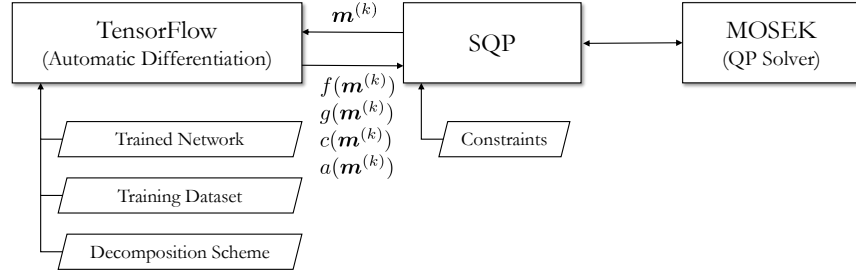 TensorFlow
(Automatic Differentiation)
m^(k)
SQP
MOSEK
(QP Solver)
f(m^(k))
g(m^(k))
c(m^(k))
a(m^(k))
Trained Network
Constraints
Training Dataset
Decomposition Scheme